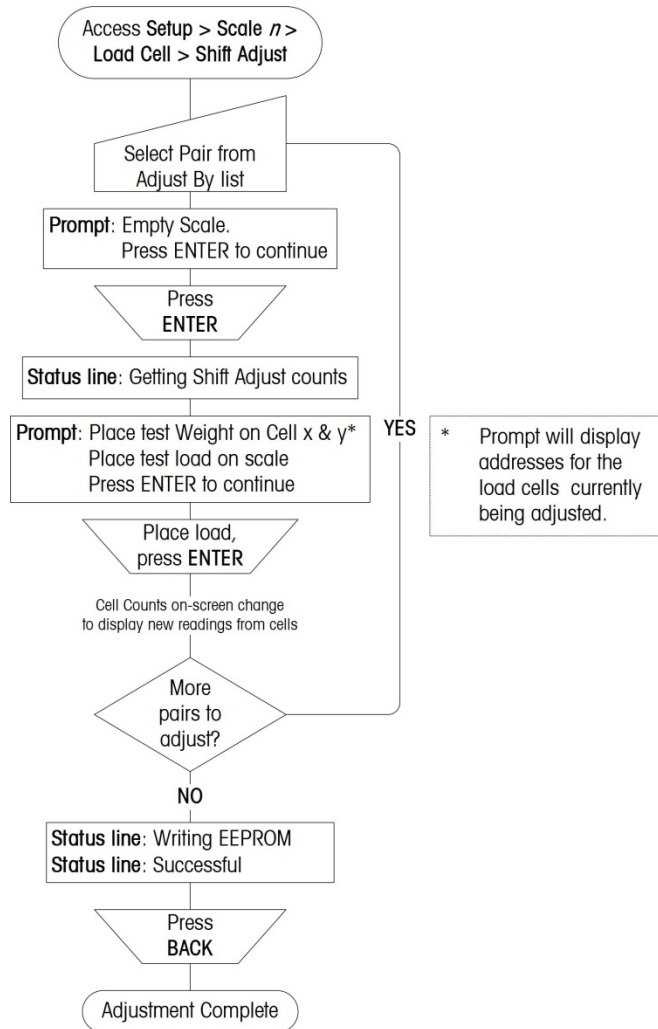 Access Setup > Scale n >
Load Cell > Shift Adjust
Select Pair from
Adjust By list
Prompt: Empty Scale.
Press ENTER to continue
Press
ENTER
Status line: Getting Shift Adjust counts
Prompt: Place test Weight on Cell x & y*
Place test load on scale
Press ENTER to continue
YES
* Prompt will display
addresses for the
load cells currently
being adjusted.
Place load,
press ENTER
Cell Counts on-screen change
to display new readings from cells
More
pairs to
adjust?
NO
Status line: Writing EEPROM
Status line: Successful
Press
BACK
Adjustment Complete